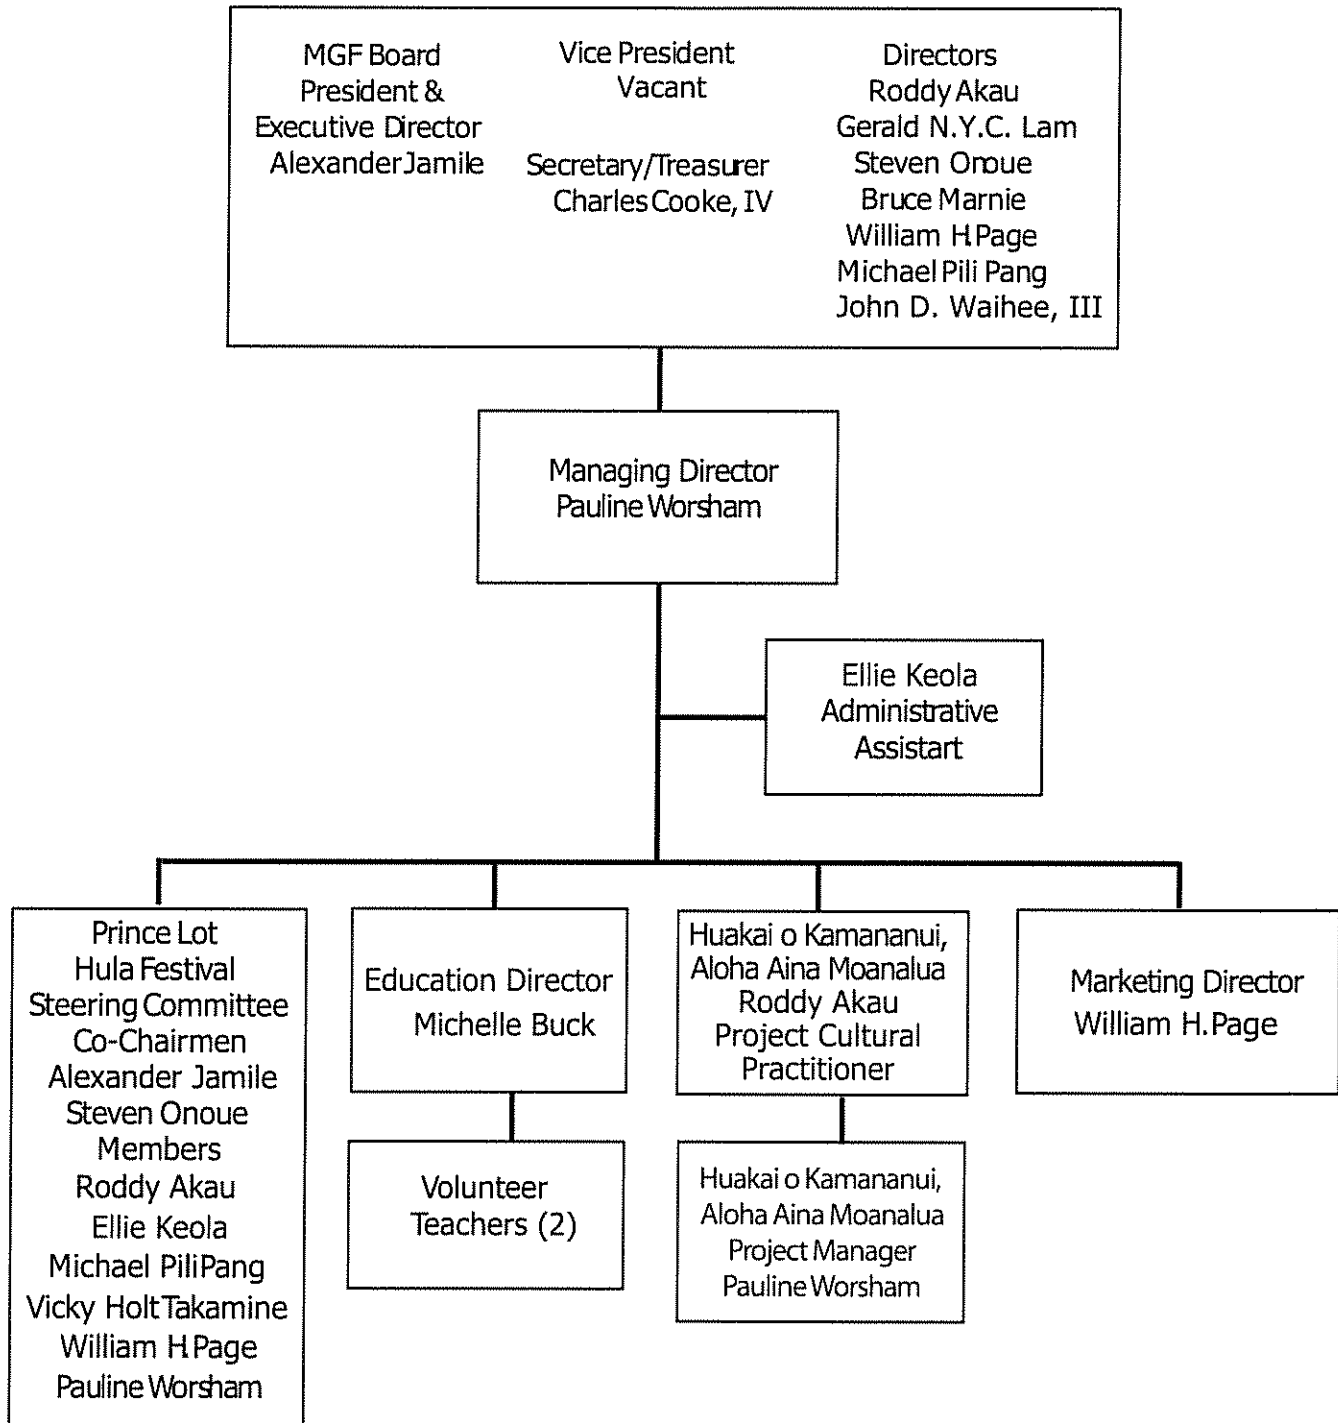 MGF Board
President &
Executive Director
Alexander Jamile
Vice President
Vacant
Secretary/Treasurer
Charles Cooke, IV
Directors
Roddy Akau
Gerald N.Y.C. Lam
Steven Onoue
Bruce Marnie
William H.Page
Michael Pili Pang
John D. Waihee, III
Managing Director
Pauline Worsham
Ellie Keola
Administrative
Assistart
Prince Lot
Hula Festival
Steering Committee
Co-Chairmen
Alexander Jamile
Steven Onoue
Members
Roddy Akau
Ellie Keola
Michael Pili Pang
Vicky Holt Takamine
William H.Page
Pauline Worsham
Education Director
Michelle Buck
Volunteer
Teachers (2)
Huakai o Kamananui,
Aloha Aina Moanalua
Roddy Akau
Project Cultural
Practitioner
Huakai o Kamananui,
Aloha Aina Moanalua
Project Manager
Pauline Worsham
Marketing Director
William H. Page